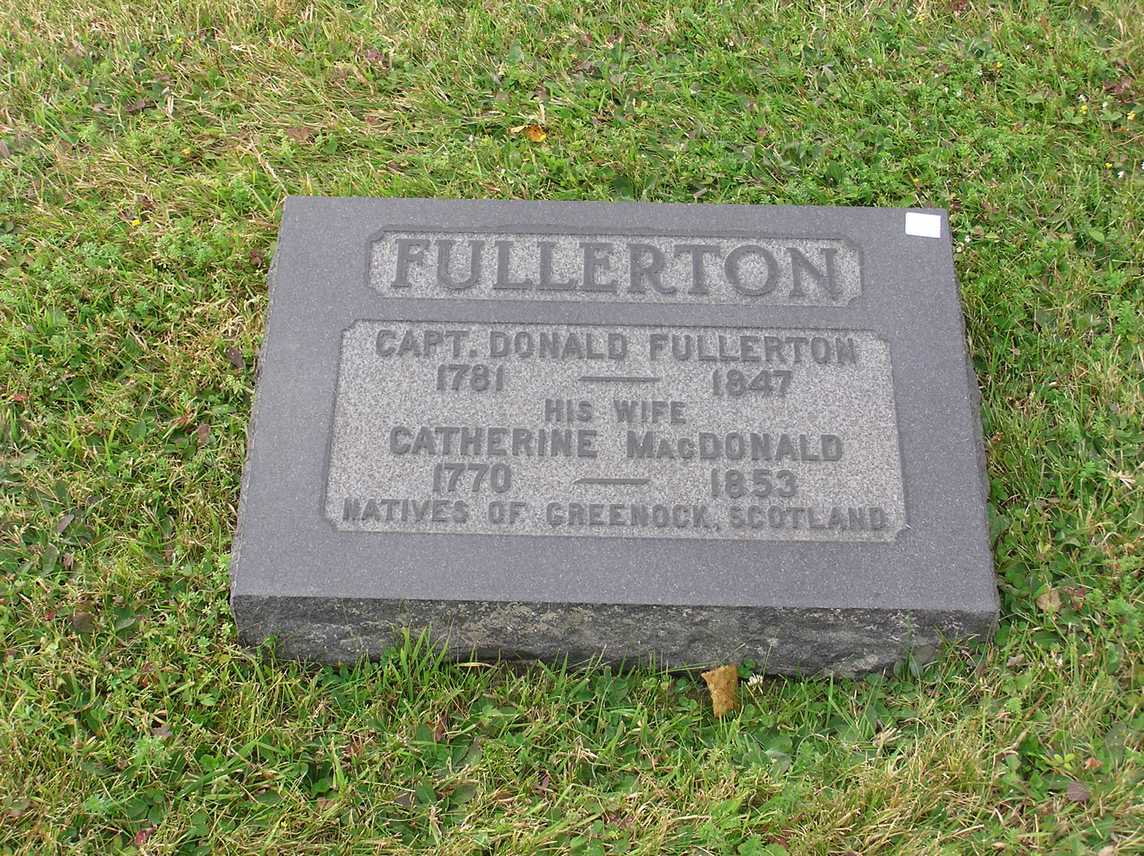 FULLERTON
CAPT. DONALD FULLERTON
1781 — 1847
HIS WIFE
CATHERINE MACDONALD
1770 — 1853
NATIVES OF GREENOCK, SCOTLAND